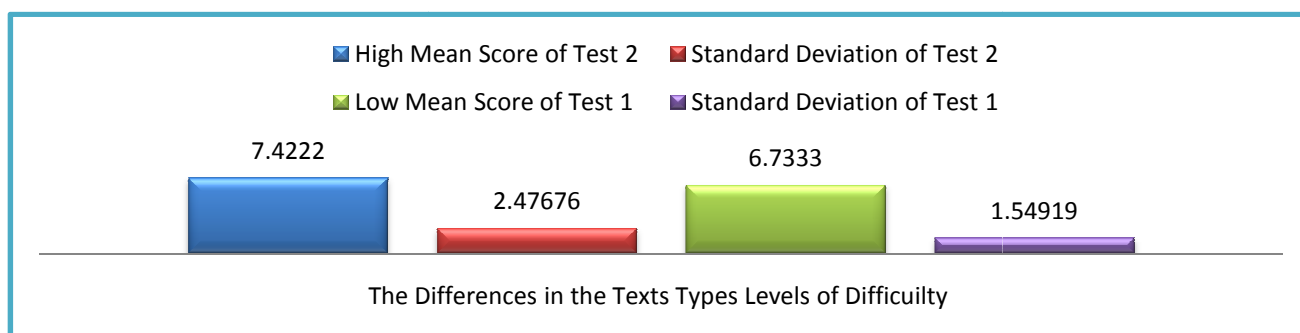 High Mean Score of Test 2 Standard Deviation of Test 2
Low Mean Score of Test 1 Standard Deviation of Test 1
7.4222 2.47676 6.7333 1.54919
The Differences in the Texts Types Levels of Difficuilty